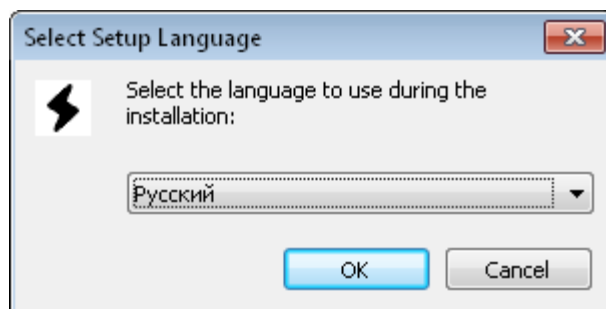 Select Setup Language
Select the language to use during the
installation:
Русский
OK
Cancel